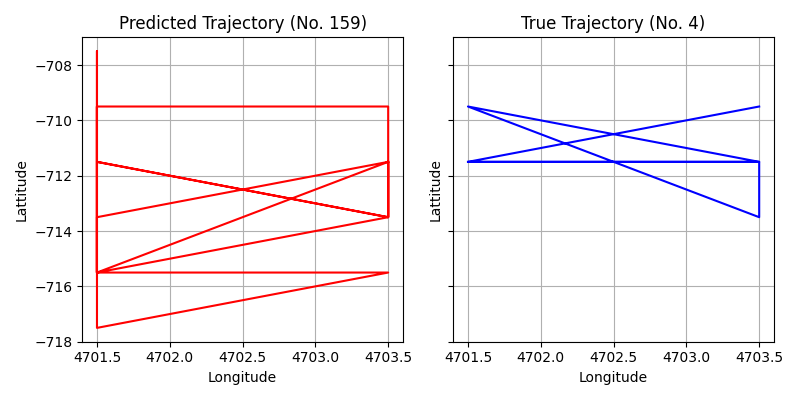 Predicted Trajectory (No. 159)
True Trajectory (No. 4)
Lattitude
−708
−710
−712
−714
−716
−718
4701.5 4702.0 4702.5 4703.0 4703.5
Longitude
Lattitude
4701.5 4702.0 4702.5 4703.0 4703.5
Longitude